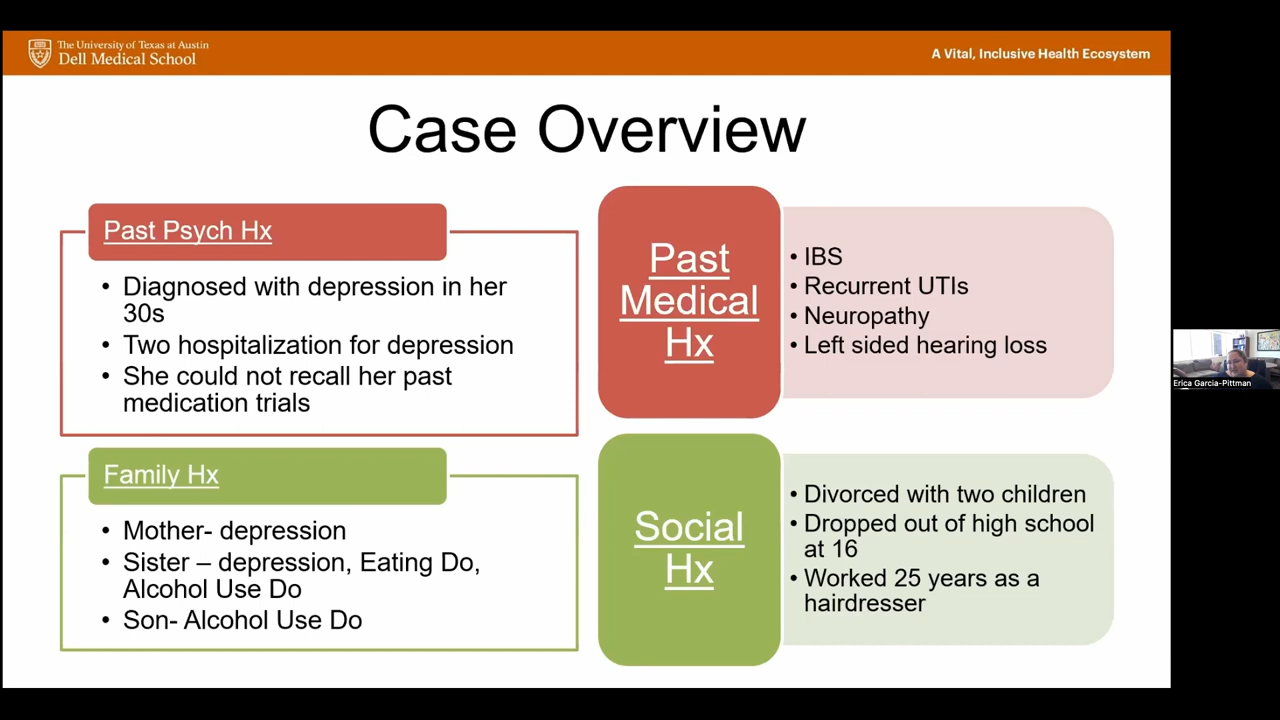 The University of Texas at Austin
Dell Medical School
A Vital, Inclusive Health Ecosystem
Case Overview
Past Psych Hx
• Diagnosed with depression in her
30s
• Two hospitalization for depression
• She could not recall her past
medication trials
Past
Medical
Hx
• IBS
• Recurrent UTIs
• Neuropathy
• Left sided hearing loss
Family Hx
• Mother- depression
• Sister – depression, Eating Do,
Alcohol Use Do
• Son- Alcohol Use Do
Social
Hx
• Divorced with two children
• Dropped out of high school
at 16
• Worked 25 years as a
hairdresser
Erica Garcia-Pittman